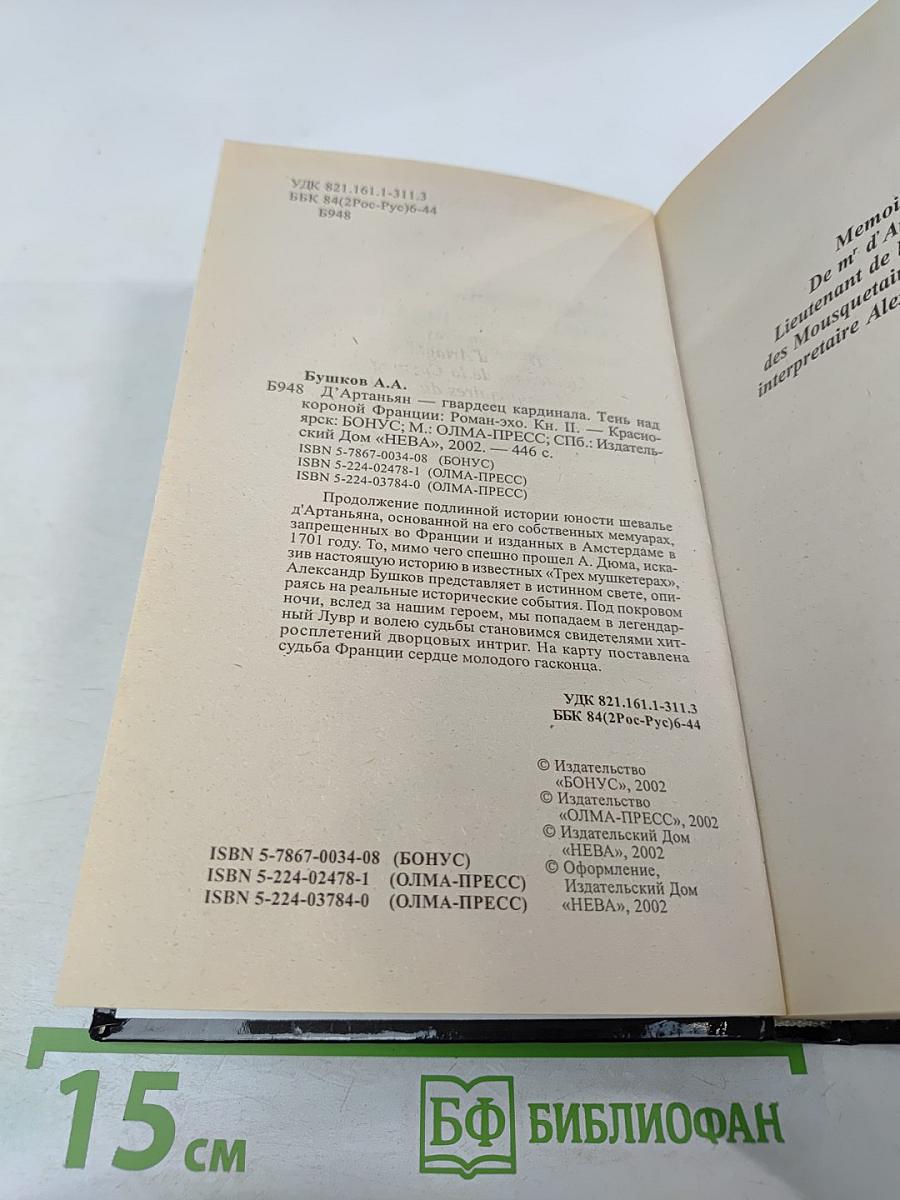 УДК 821.161.1-311.3
ББК 84(2Рос-Рус)6-44
Б948
Бушков А.А.
Б948 Д'Артаньян — гвардеец кардинала. Тень над
короной Франции: Роман-эхо. Кн. II. — Красно-
ярск: БОНУС; М.: ОЛМА-ПРЕСС; СПб.: Издатель-
ский Дом «НЕВА», 2002. — 446 с.
ISBN 5-7867-0034-08 (БОНУС)
ISBN 5-224-02478-1 (ОЛМА-ПРЕСС)
ISBN 5-224-03784-0 (ОЛМА-ПРЕСС)
Продолжение подлинной истории юности шевалье
д'Артаньяна, основанной на его собственных мемуарах,
запрещенных во Франции и изданных в Амстердаме в
1701 году. То, мимо чего спешно прошел А. Дюма, иска-
зив настоящую историю в известных «Трех мушкетерах»,
Александр Бушков представляет в истинном свете, опи-
раясь на реальные исторические события. Под покровом
ночи, вслед за нашим героем, мы попадаем в легендар-
ный Лувр и волею судьбы становимся свидетелями хит-
росплетений дворцовых интриг. На карту поставлена
судьба Франции сердце молодого гасконца.
УДК 821.161.1-311.3
ББК 84(2Рос-Рус)6-44
© Издательство
«БОНУС», 2002
© Издательство
«ОЛМА-ПРЕСС», 2002
© Издательский Дом
«НЕВА», 2002
© Оформление,
Издательский Дом
«НЕВА», 2002
ISBN 5-7867-0034-08 (БОНУС)
ISBN 5-224-02478-1 (ОЛМА-ПРЕСС)
ISBN 5-224-03784-0 (ОЛМА-ПРЕСС)
Memoi
De mr d'A
Lieutenant de
des Mousquetair
interpretaire Alex
15 см
БФ БИБЛИОФАН